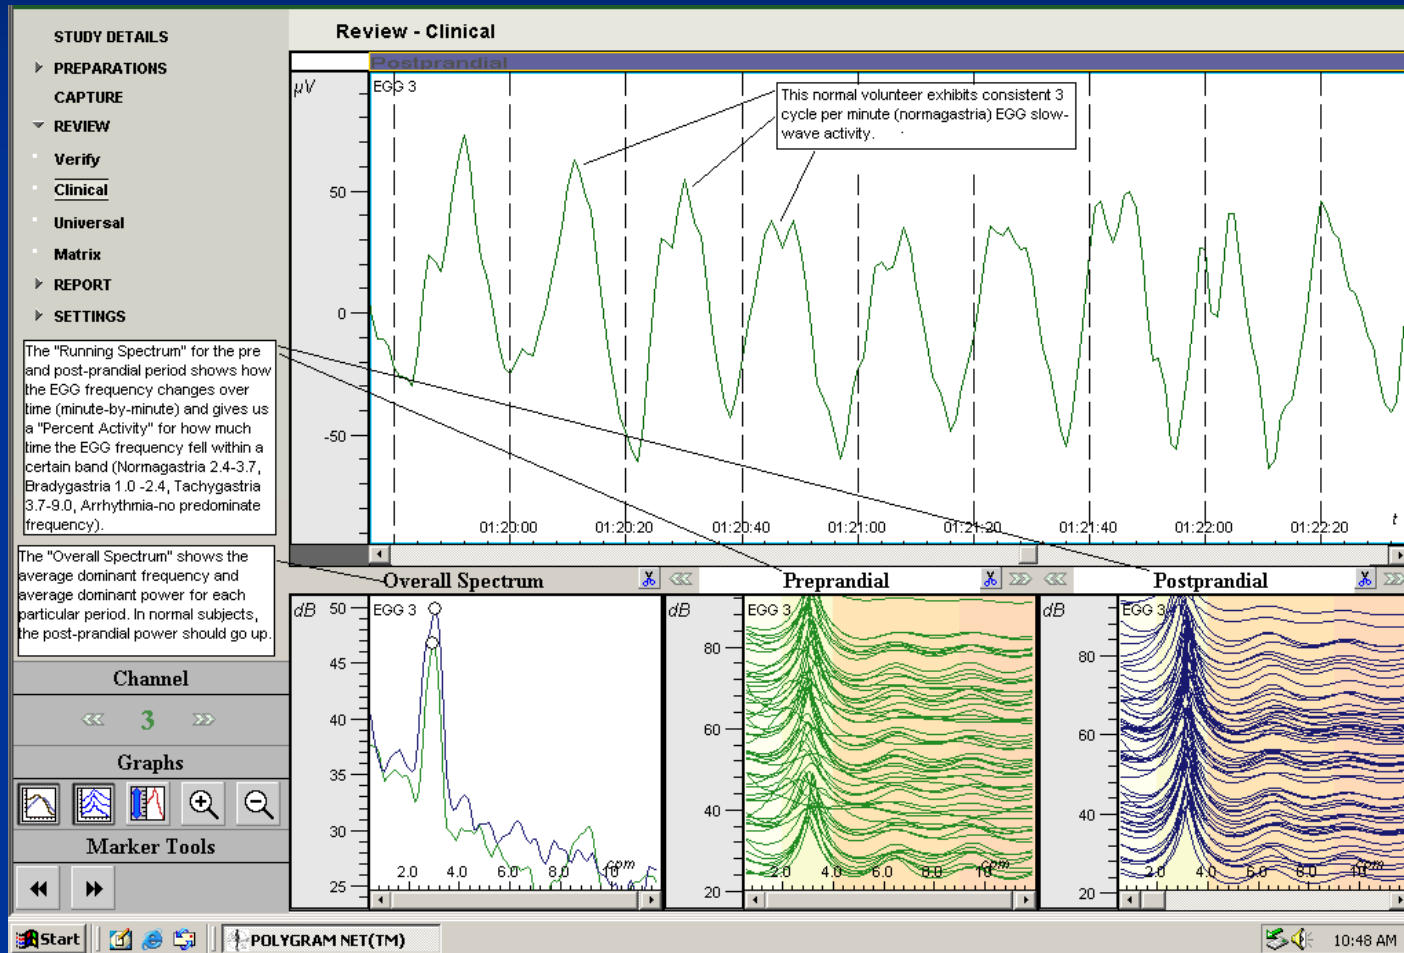 STUDY DETAILS
PREPARATIONS
CAPTURE
REVIEW
Verify
Clinical
Universal
Matrix
REPORT
SETTINGS
The "Running Spectrum" for the pre
and post-prandial period shows how
the EGG frequency changes over
time (minute-by-minute) and gives us
a "Percent Activity" for how much
time the EGG frequency fell within a
certain band (Normagastria 2.4-3.7,
Bradygastria 1.0 -2.4, Tachygastria
3.7-9.0, Arrhythmia-no predominate
frequency).
The "Overall Spectrum" shows the
average dominant frequency and
average dominant power for each
particular period. In normal subjects,
the post-prandial power should go up.
Channel
3
Graphs
Marker Tools
Review - Clinical
Postprandial
µV
EGG 3
This normal volunteer exhibits consistent 3
cycle per minute (normagastria) EGG slow-
wave activity.
50
0
-50
01:20:00 01:20:20 01:20:40 01:21:00 01:21:20 01:21:40 01:22:00 01:22:20 t
Overall Spectrum
dB
EGG 3
50
45
40
35
30
25
2.0 4.0 6.0 8.0 10 cpm
Preprandial
dB
EGG 3
80
60
40
20
2.0 4.0 6.0 8.0 10 cpm
Postprandial
dB
EGG 3
80
60
40
20
2.0 4.0 6.0 8.0 10 cpm
Start
POLYGRAM NET(TM)
10:48 AM